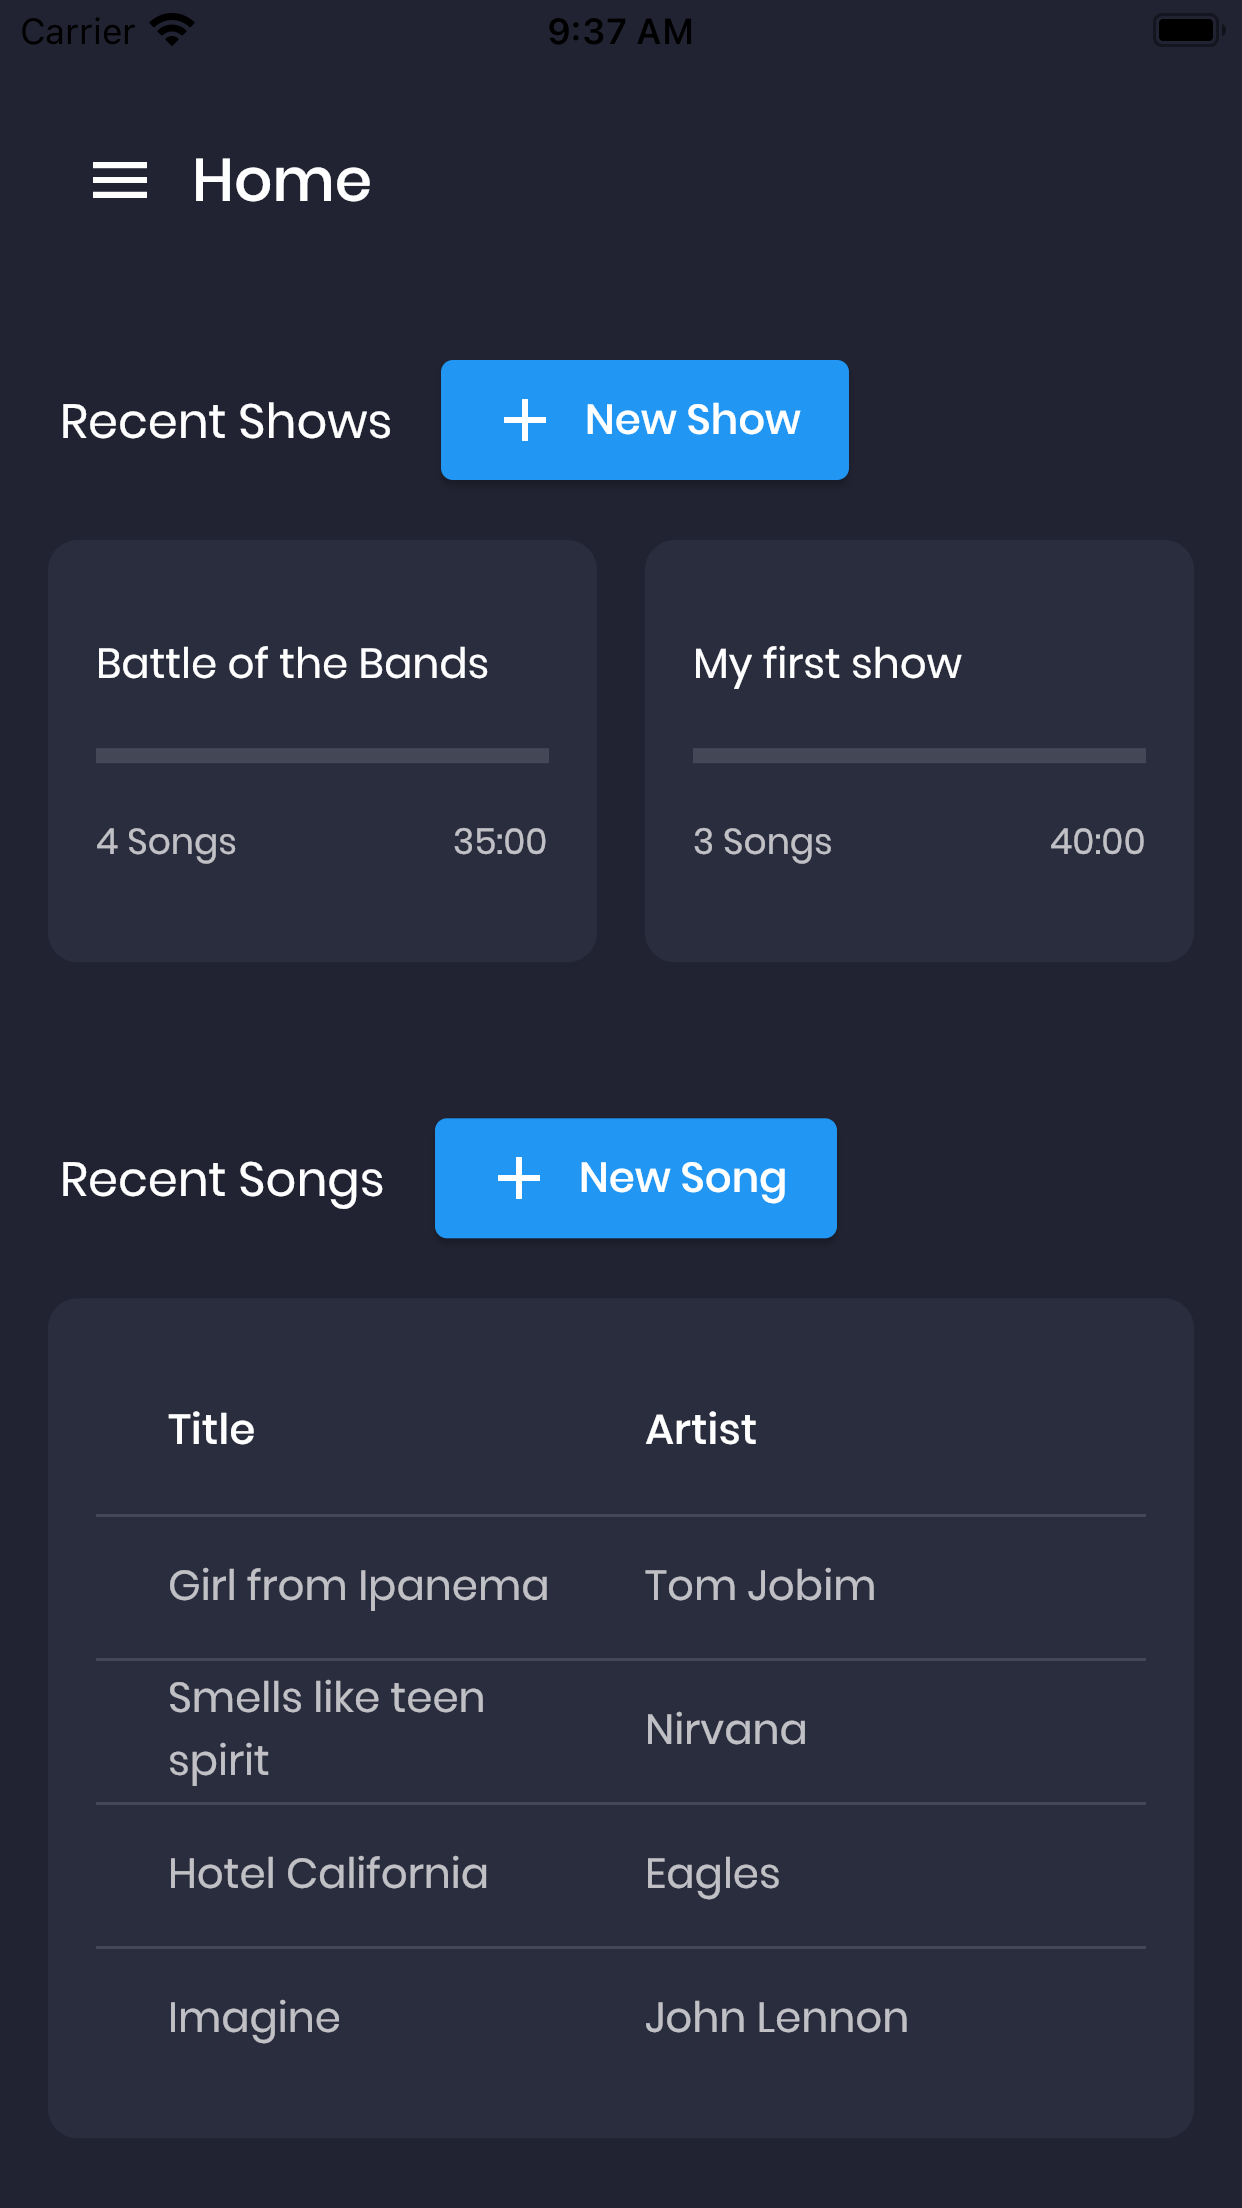 Carrier 9:37 AM
Home
Recent Shows
New Show
Battle of the Bands
4 Songs 35:00
My first show
3 Songs 40:00
Recent Songs
New Song
Title Artist
Girl from Ipanema Tom Jobim
Smells like teen
spirit
Nirvana
Hotel California Eagles
Imagine John Lennon